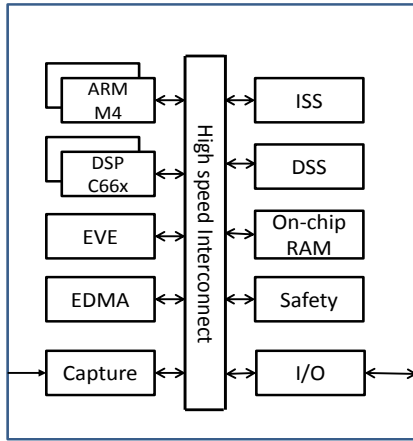 ARM
M4
DSP
C66x
EVE
EDMA
Capture
High speed Interconnect
ISS
DSS
On-chip
RAM
Safety
I/O